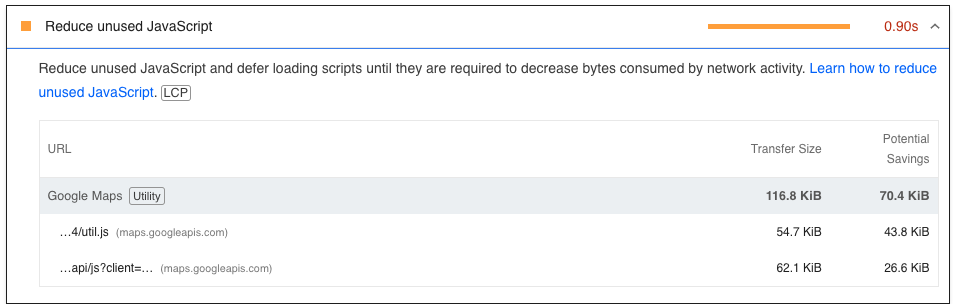 Reduce unused JavaScript 0.90s
Reduce unused JavaScript and defer loading scripts until they are required to decrease bytes consumed by network activity. Learn how to reduce
unused JavaScript. LCP
URL Transfer Size Potential Savings
Google Maps Utility 116.8 KiB 70.4 KiB
…4/util.js (maps.googleapis.com) 54.7 KiB 43.8 KiB
…api/js?client=… (maps.googleapis.com) 62.1 KiB 26.6 KiB